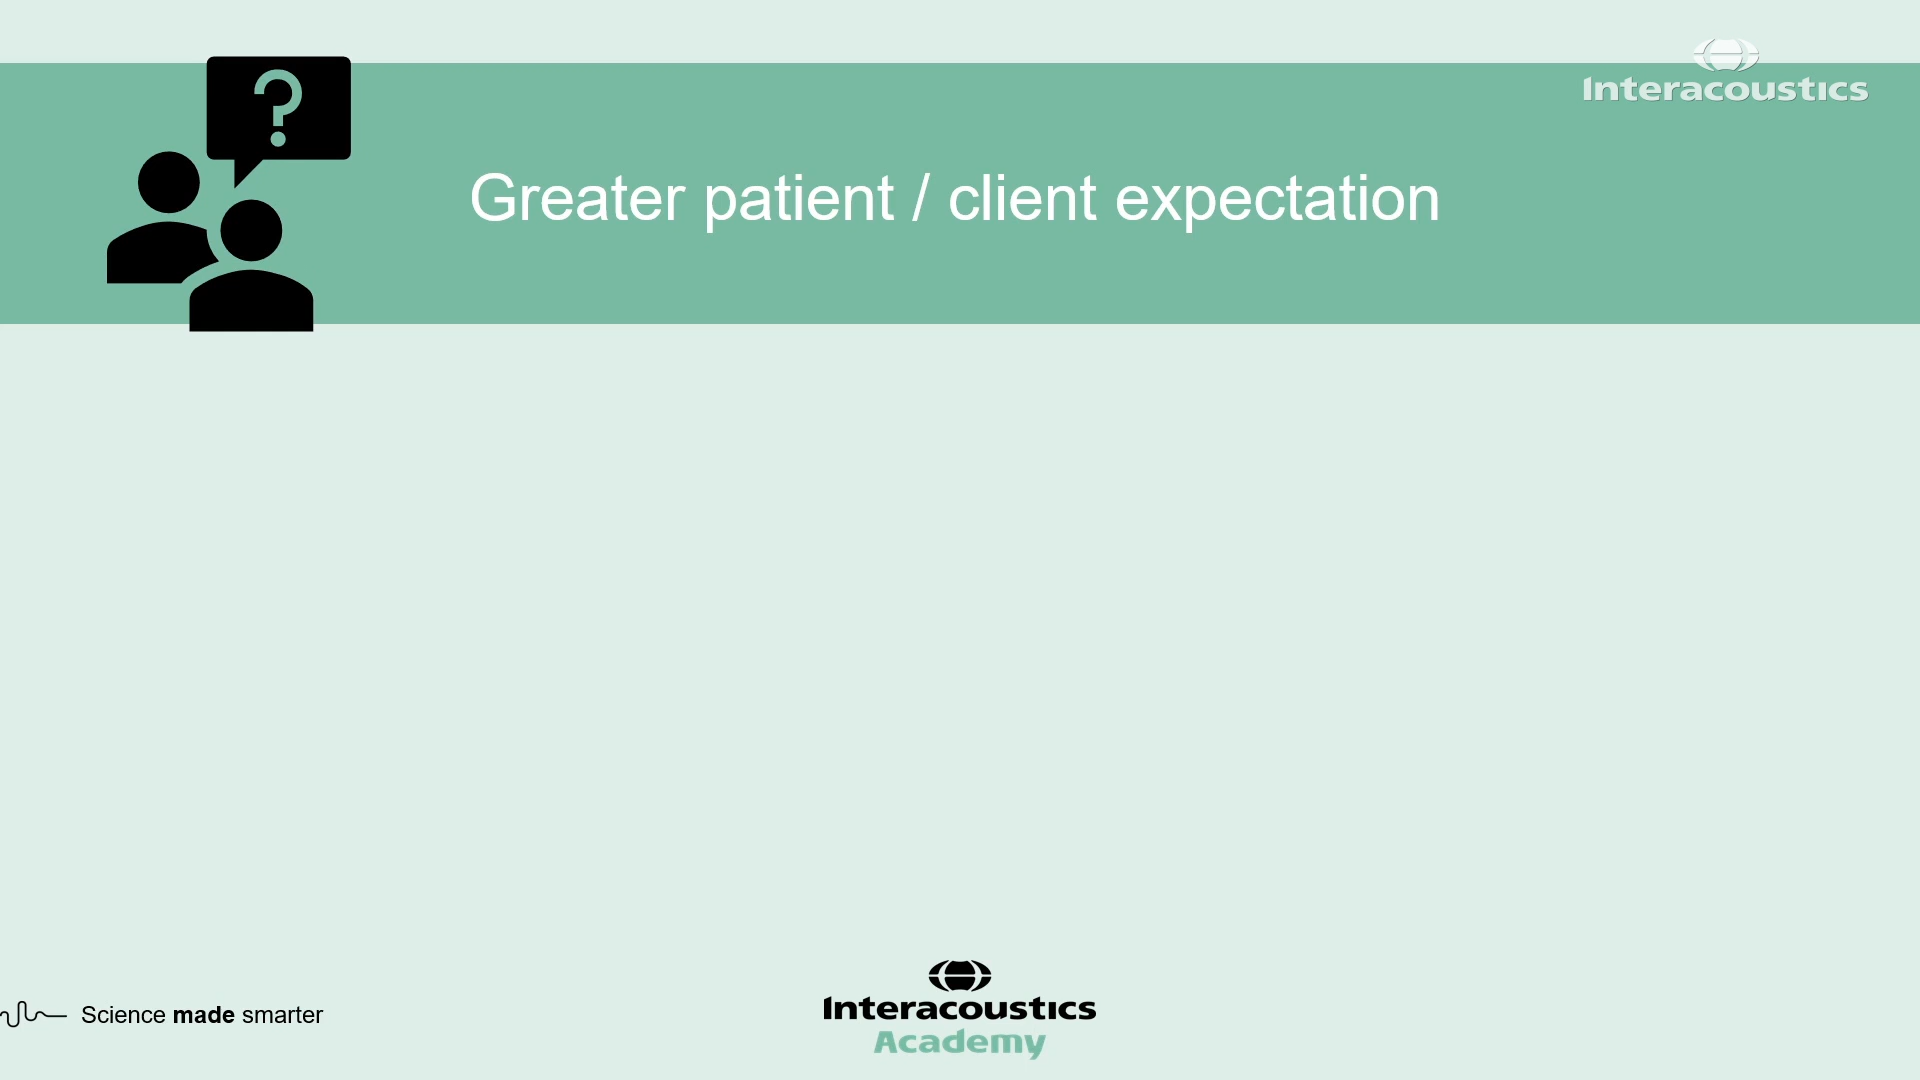 Interacoustics
?
Greater patient / client expectation
Science made smarter
Interacoustics
Academy